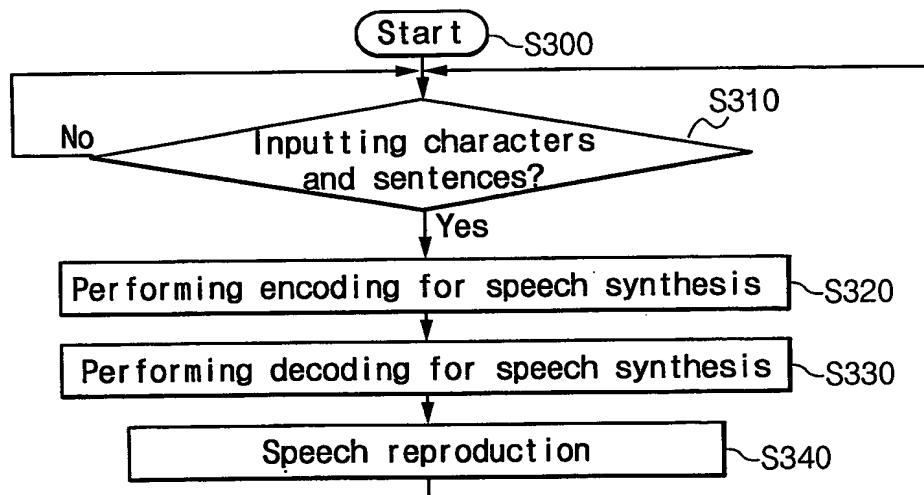 Start
S300
S310
No
Inputting characters
and sentences?
Yes
Performing encoding for speech synthesis
S320
Performing decoding for speech synthesis
S330
Speech reproduction
S340